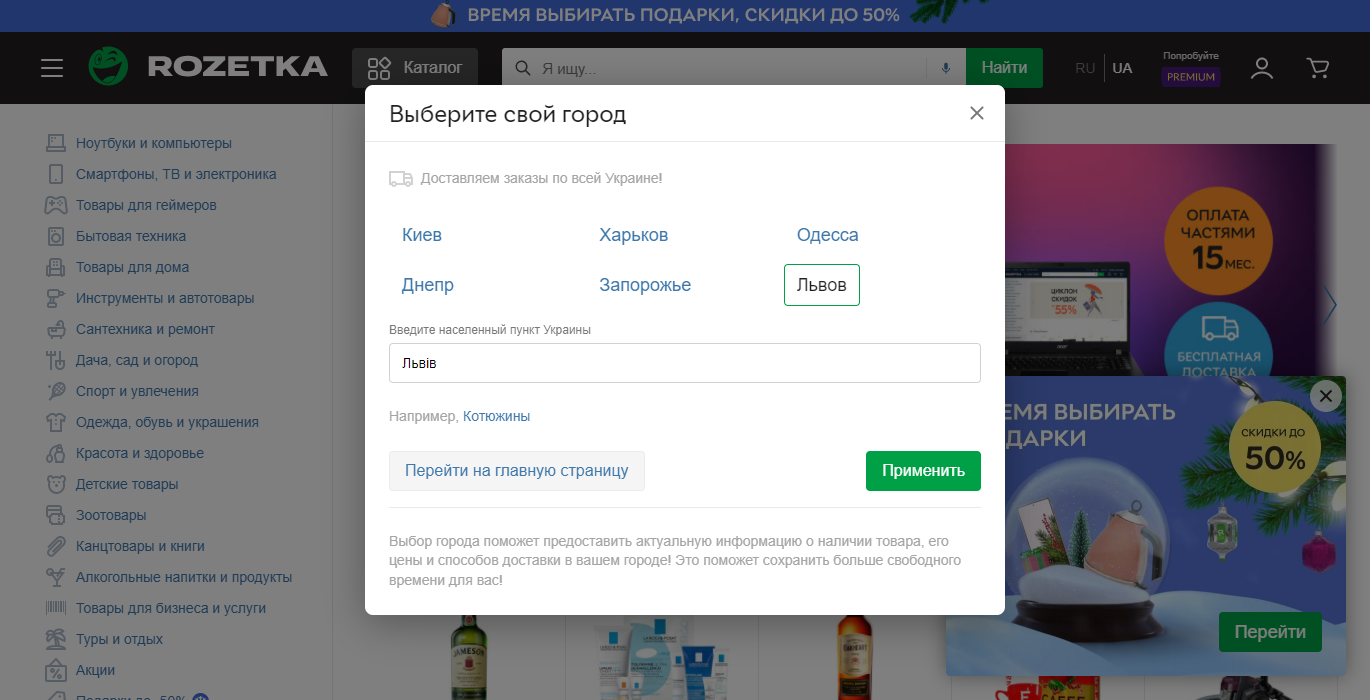 ВРЕМЯ ВЫБИРАТЬ ПОДАРКИ, СКИДКИ ДО 50%
ROZETKA
Каталог
Я ищу...
Найти
RU
UA
Попробуйте
PREMIUM
Ноутбуки и компьютеры
Смартфоны, ТВ и электроника
Товары для геймеров
Бытовая техника
Товары для дома
Инструменты и автотовары
Сантехника и ремонт
Дача, сад и огород
Спорт и увлечения
Одежда, обувь и украшения
Красота и здоровье
Детские товары
Зоотовары
Канцтовары и книги
Алкогольные напитки и продукты
Товары для бизнеса и услуги
Туры и отдых
Акции
Подарки до -50%
Выберите свой город
Доставляем заказы по всей Украине!
Киев
Харьков
Одесса
Днепр
Запорожье
Львов
Введите населенный пункт Украины
Львів
Например, Котюжины
Перейти на главную страницу
Применить
Выбор города поможет предоставить актуальную информацию о наличии товара, его
цены и способов доставки в вашем городе! Это поможет сохранить больше свободного
времени для вас!
ОПЛАТА
ЧАСТЯМИ
15 МЕС.
ЦИКЛОН
СКИДОК
55%
БЕСПЛАТНАЯ
ДОСТАВКА
ВЫБИРАТЬ
СКИДКИ ДО
50%
Перейти
JAMESON